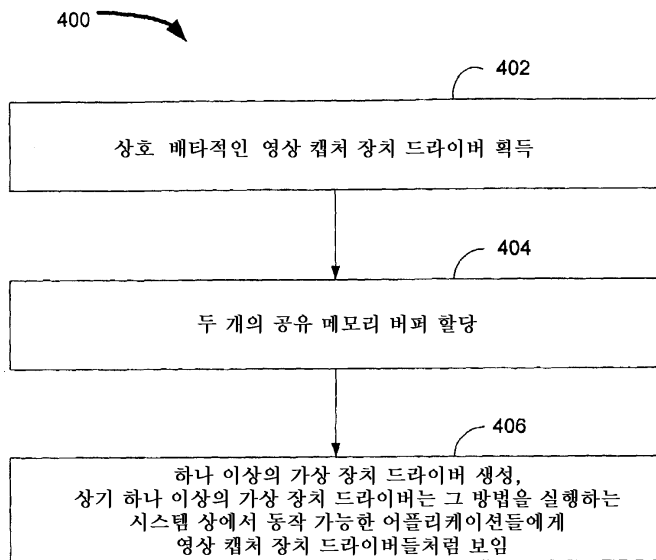 400
402
상호 배타적인 영상 캡처 장치 드라이버 획득
404
두 개의 공유 메모리 버퍼 할당
406
하나 이상의 가상 장치 드라이버 생성,
상기 하나 이상의 가상 장치 드라이버는 그 방법을 실행하는
시스템 상에서 동작 가능한 어플리케이션들에게
영상 캡처 장치 드라이버들처럼 보임